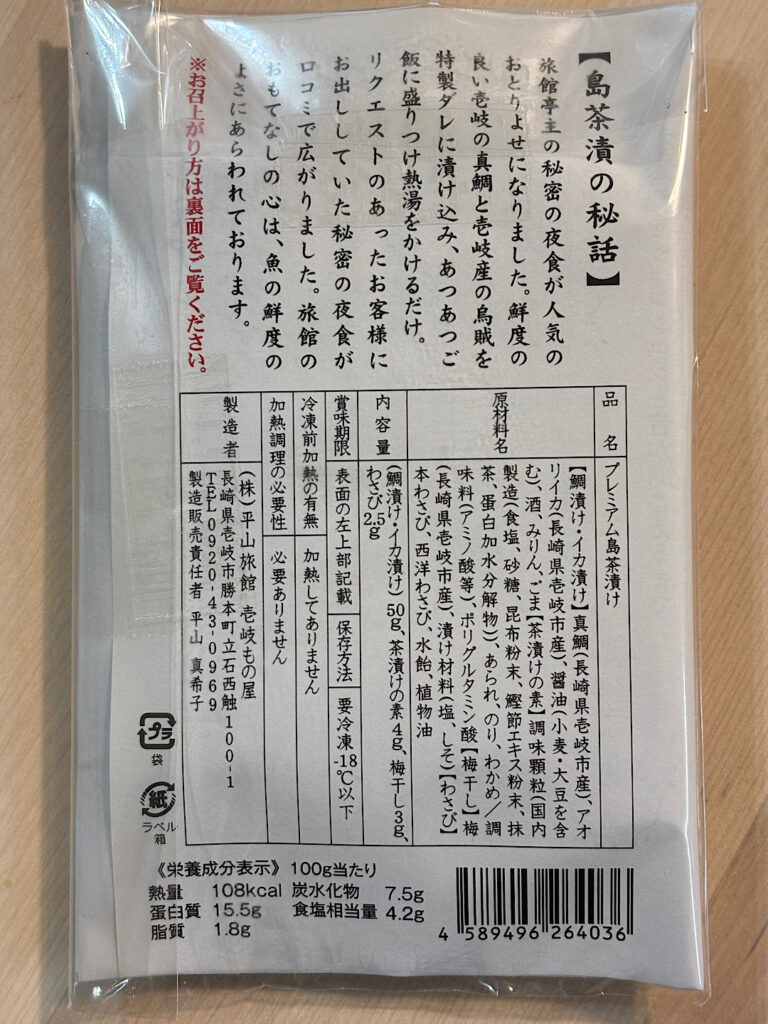 【島茶漬の秘話】
旅館亭主の秘密の夜食が人気の
おとりよせになりました。鮮度の
良い壱岐の真鯛と壱岐産の烏賊を
特製ダレに漬け込み、あつあつご
飯に盛りつけ熱湯をかけるだけ。
リクエストのあったお客様に
お出ししていた秘密の夜食が
口コミで広がりました。旅館の
おもてなしの心は、魚の鮮度の
よさにあらわれております。
※お召上がり方は裏面をご覧ください。
品名
プレミアム島茶漬け
原材料名
【鯛漬け・イカ漬け】真鯛(長崎県壱岐市産)、アオ
リイカ(長崎県壱岐市産)、醤油(小麦・大豆を含
む)、酒、みりん、ごま【茶漬けの素】調味顆粒(国内
製造(食塩、砂糖、昆布粉末、鰹節エキス粉末、抹
茶、蛋白加水分解物))、あられ、のり、わかめ/調
味料(アミノ酸等)、ポリグルタミン酸【梅干し】梅
(長崎県壱岐市産)、漬け材料(塩、しそ)【わさび】
本わさび、西洋わさび、水飴、植物油
内容量
(鯛漬け・イカ漬け)50g、茶漬けの素4g、梅干し3g、
わさび2.5g
賞味期限
表面の左上部記載
保存方法
要冷凍-18℃以下
冷凍前加熱の有無
加熱してありません
加熱調理の必要性
必要ありません
製造者
(株)平山旅館 壱岐もの屋
長崎県壱岐市勝本町立石西触100-1
TEL0920-43-0969
製造販売責任者 平山 真希子
プラ
袋
紙
ラベル
箱
《栄養成分表示》100g当たり
熱量 108kcal 炭水化物 7.5g
蛋白質 15.5g 食塩相当量 4.2g
脂質 1.8g
4 589496 264036